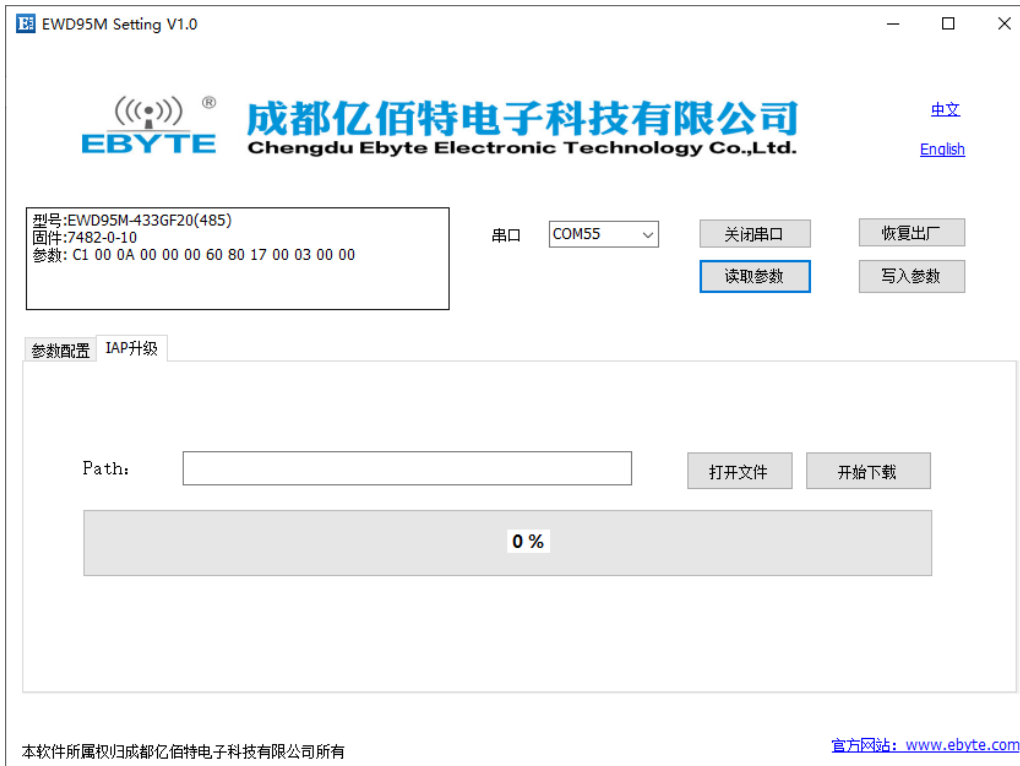 EWD95M Setting V1.0
EBYTE ®
成都亿佰特电子科技有限公司
Chengdu Ebyte Electronic Technology Co.,Ltd.
中文
English
型号:EWD95M-433GF20(485)
固件:7482-0-10
参数: C1 00 0A 00 00 00 60 80 17 00 03 00 00
串口 COM55 关闭串口 恢复出厂
读取参数 写入参数
参数配置 IAP升级
Path: 打开文件 开始下载
0 %
本软件所属权归成都亿佰特电子科技有限公司所有
官方网站：www.ebyte.com